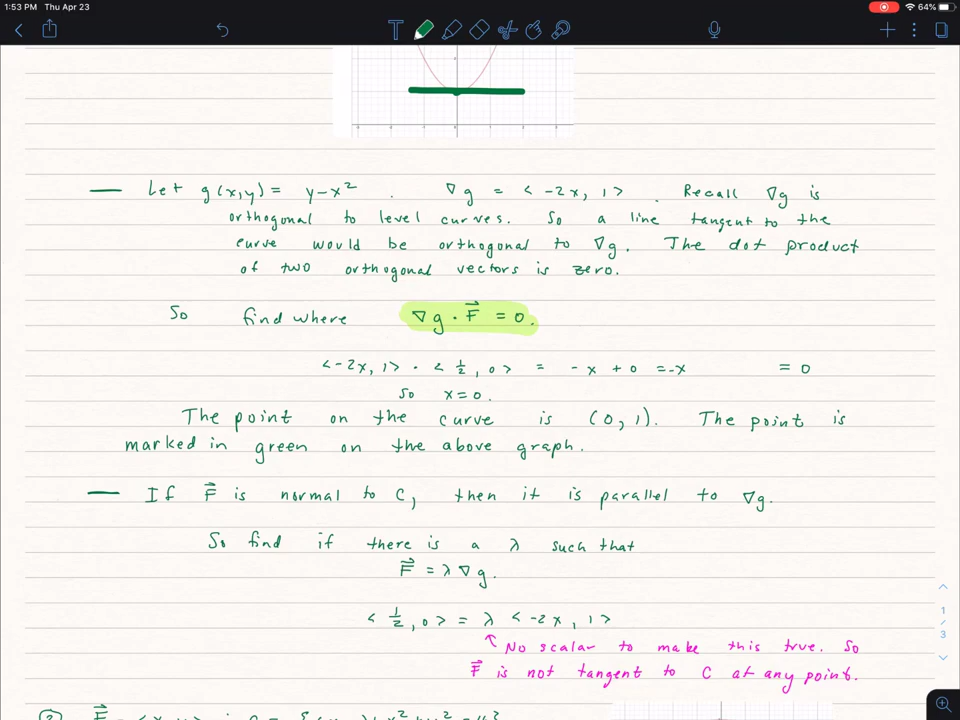 1:53 PM Thu Apr 23
64%
Let g(x,y) = y-x² . ∇g = < -2x, 1 > . Recall ∇g is
orthogonal to level curves. So a line tangent to the
curve would be orthogonal to ∇g. The dot product
of two orthogonal vectors is zero.
So find where ∇g · F⃗ = 0.
< -2x, 1 > · < 1/2, 0 > = -x + 0 = -x = 0
so x=0.
The point on the curve is (0,1). The point is
marked in green on the above graph.
If F⃗ is normal to C, then it is parallel to ∇g.
So find if there is a λ such that
F⃗ = λ∇g.
< 1/2, 0 > = λ < -2x, 1 >
No scalar to make this true. So
F⃗ is not tangent to C at any point.
1
/
3